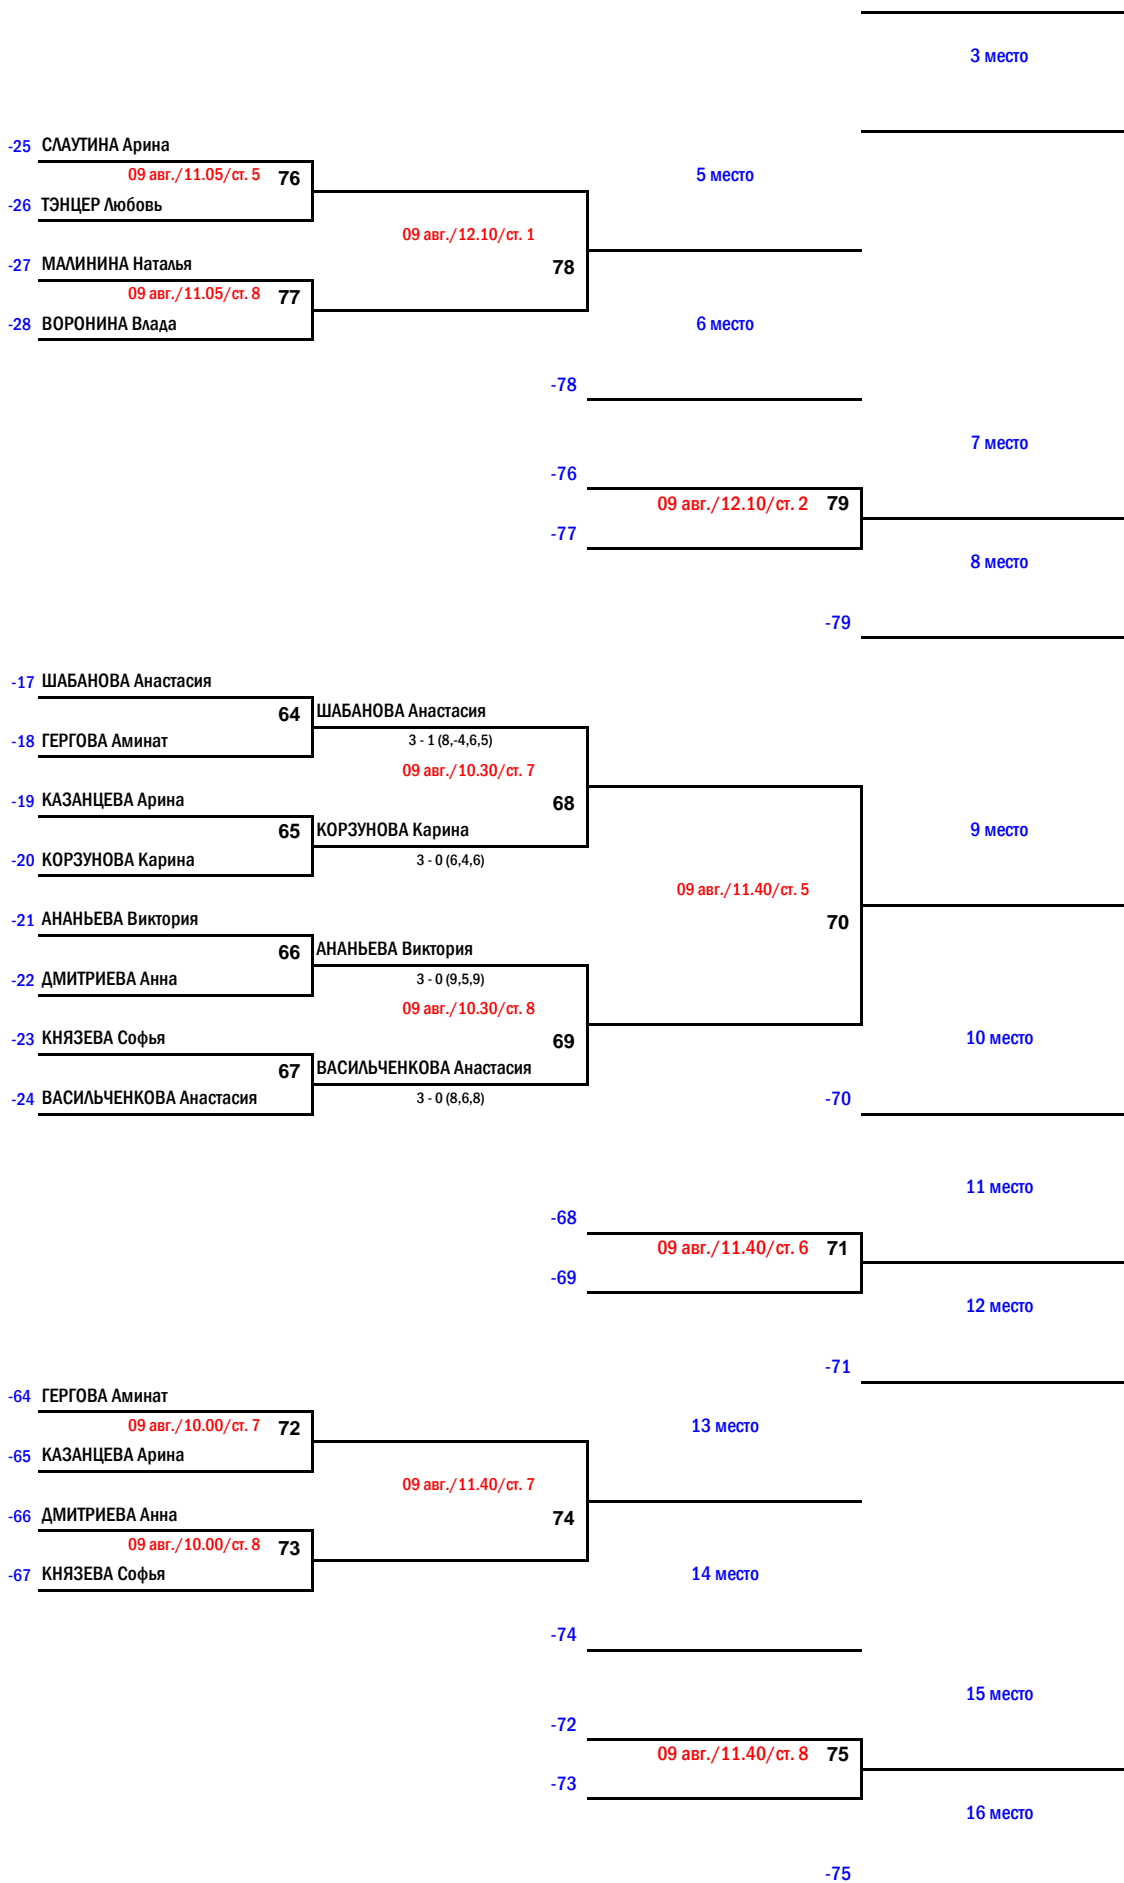 3 место
-25 СЛАУТИНА Арина
09 авг./11.05/ст. 5 76
5 место
-26 ТЭНЦЕР Любовь
09 авг./12.10/ст. 1
-27 МАЛИНИНА Наталья
78
09 авг./11.05/ст. 8 77
-28 ВОРОНИНА Влада
6 место
-78
7 место
-76
09 авг./12.10/ст. 2 79
-77
8 место
-79
-17 ШАБАНОВА Анастасия
64 ШАБАНОВА Анастасия
-18 ГЕРГОВА Аминат
3 - 1 (8,-4,6,5)
09 авг./10.30/ст. 7
-19 КАЗАНЦЕВА Арина
68
65 КОРЗУНОВА Карина
9 место
-20 КОРЗУНОВА Карина
3 - 0 (6,4,6)
09 авг./11.40/ст. 5
-21 АНАНЬЕВА Виктория
70
66 АНАНЬЕВА Виктория
-22 ДМИТРИЕВА Анна
3 - 0 (9,5,9)
09 авг./10.30/ст. 8
-23 КНЯЗЕВА Софья
69
10 место
67 ВАСИЛЬЧЕНКОВА Анастасия
-24 ВАСИЛЬЧЕНКОВА Анастасия
3 - 0 (8,6,8)
-70
11 место
-68
09 авг./11.40/ст. 6 71
-69
12 место
-71
-64 ГЕРГОВА Аминат
09 авг./10.00/ст. 7 72
13 место
-65 КАЗАНЦЕВА Арина
09 авг./11.40/ст. 7
-66 ДМИТРИЕВА Анна
74
09 авг./10.00/ст. 8 73
-67 КНЯЗЕВА Софья
14 место
-74
15 место
-72
09 авг./11.40/ст. 8 75
-73
16 место
-75